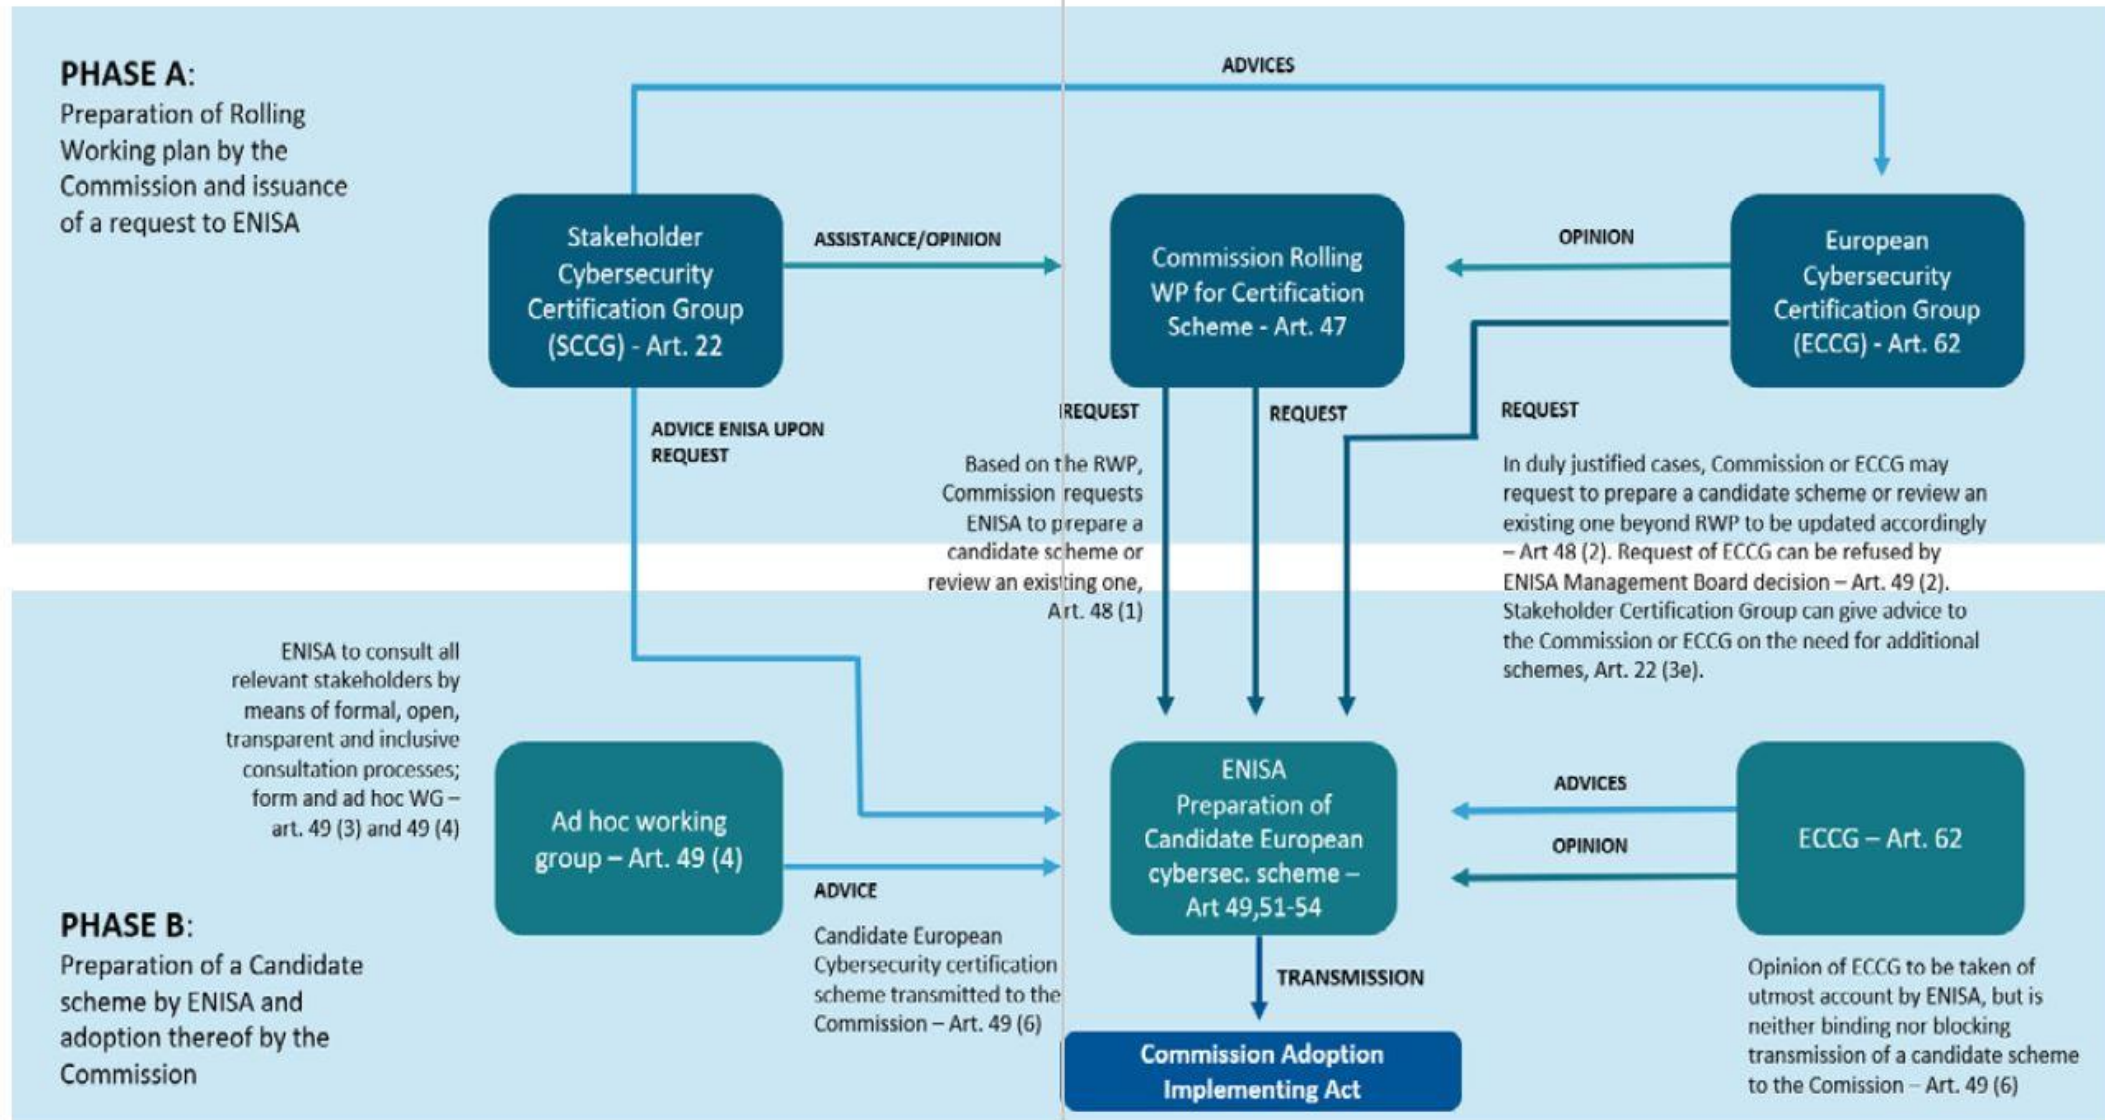 PHASE A:
Preparation of Rolling
Working plan by the
Commission and issuance
of a request to ENISA
ADVICES
Stakeholder
Cybersecurity
Certification Group
(SCCG) - Art. 22
ASSISTANCE/OPINION
Commission Rolling
WP for Certification
Scheme - Art. 47
OPINION
European
Cybersecurity
Certification Group
(ECCG) - Art. 62
ADVICE ENISA UPON
REQUEST
REQUEST
Based on the RWP,
Commission requests
ENISA to prepare a
candidate scheme or
review an existing one,
Art. 48 (1)
REQUEST
REQUEST
In duly justified cases, Commission or ECCG may
request to prepare a candidate scheme or review an
existing one beyond RWP to be updated accordingly
– Art 48 (2). Request of ECCG can be refused by
ENISA Management Board decision – Art. 49 (2).
Stakeholder Certification Group can give advice to
the Commission or ECCG on the need for additional
schemes, Art. 22 (3e).
ENISA to consult all
relevant stakeholders by
means of formal, open,
transparent and inclusive
consultation processes;
form and ad hoc WG –
art. 49 (3) and 49 (4)
Ad hoc working
group – Art. 49 (4)
ADVICE
Candidate European
Cybersecurity certification
scheme transmitted to the
Commission – Art. 49 (6)
ENISA
Preparation of
Candidate European
cybersec. scheme –
Art 49,51-54
ADVICES
OPINION
ECCG – Art. 62
PHASE B:
Preparation of a Candidate
scheme by ENISA and
adoption thereof by the
Commission
TRANSMISSION
Commission Adoption
Implementing Act
Opinion of ECCG to be taken of
utmost account by ENISA, but is
neither binding nor blocking
transmission of a candidate scheme
to the Comission – Art. 49 (6)